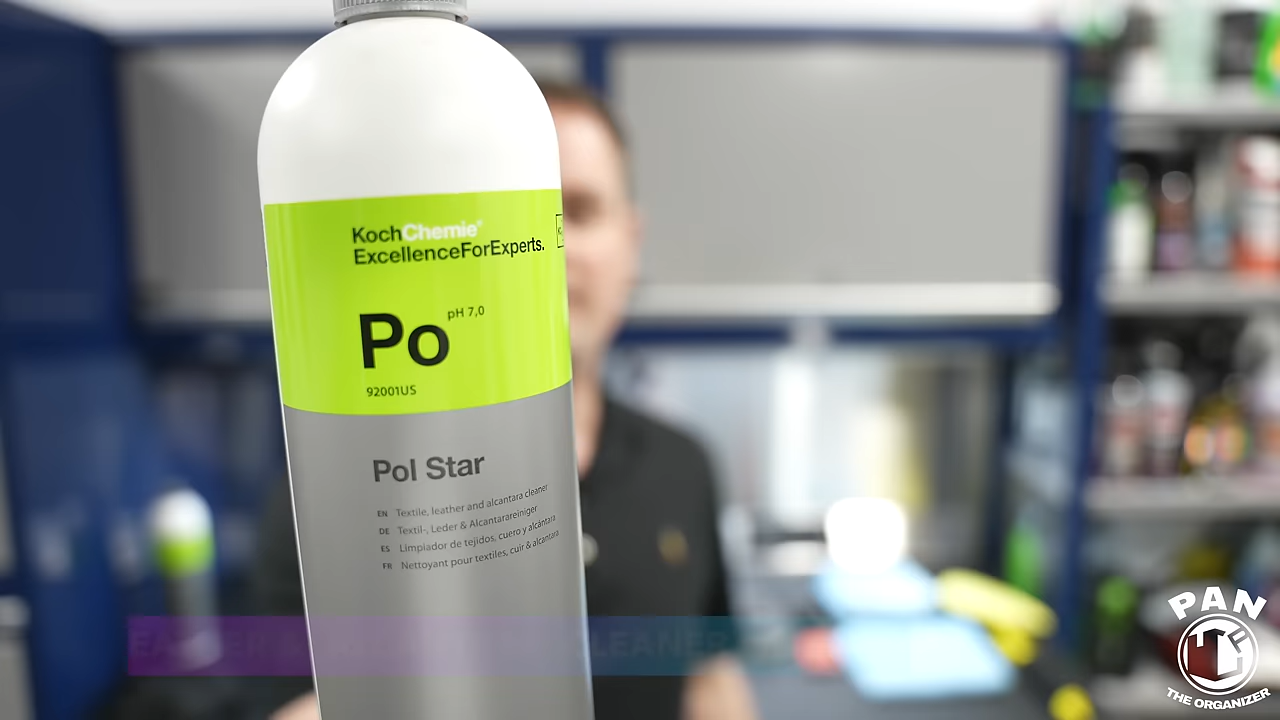 KochChemie®
ExcellenceForExperts.
Po pH 7,0
92001US
Pol Star
EN Textile, leather and alcantara cleaner
DE Textil-, Leder & Alcantarareiniger
ES Limpiador de tejidos, cuero y alcántara
FR Nettoyant pour textiles, cuir & alcantara
PAN
THE ORGANIZER